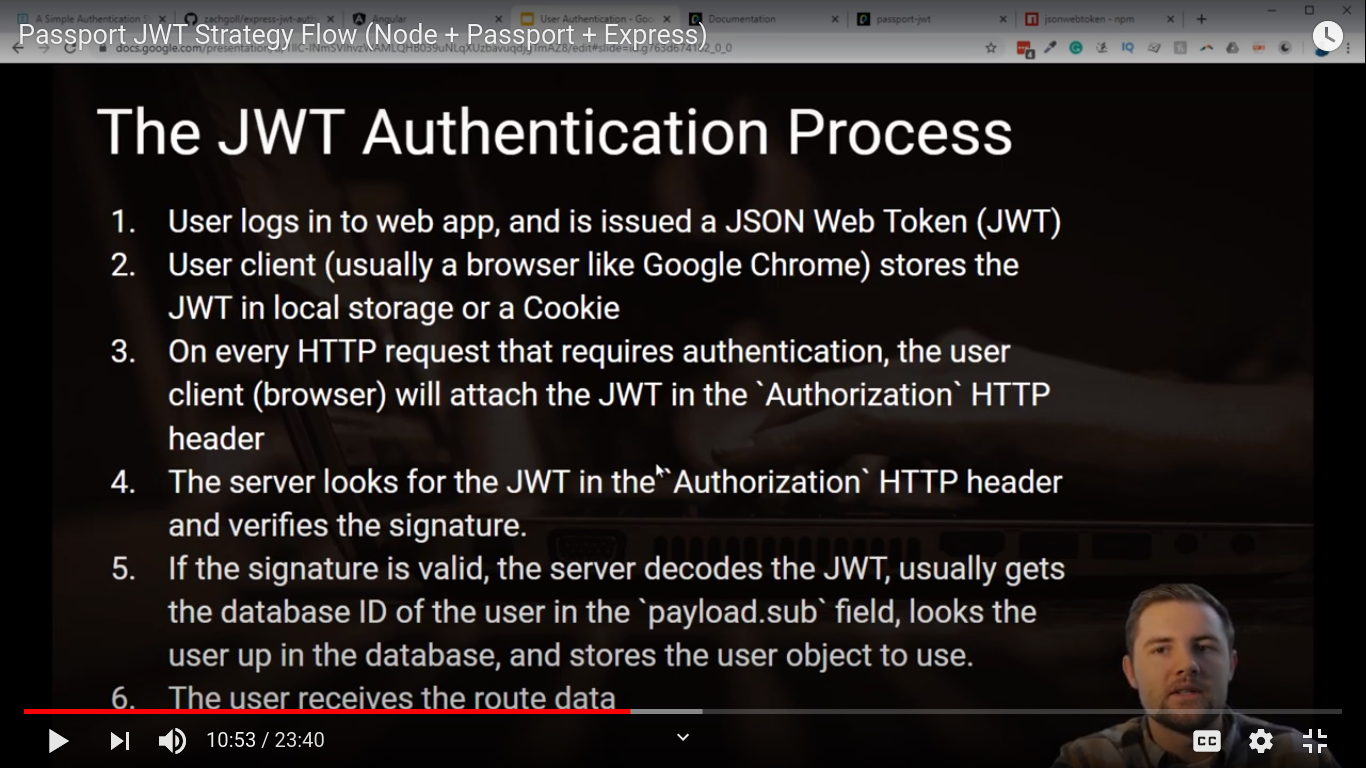 A Simple Authentication S
zachgoll/express-jwt-auth
Angular
User Authentication - Goo
Documentation
passport-jwt
jsonwebtoken - npm
Passport JWT Strategy Flow (Node + Passport + Express)
docs.google.com/presentation
The JWT Authentication Process
1. User logs in to web app, and is issued a JSON Web Token (JWT)
2. User client (usually a browser like Google Chrome) stores the
JWT in local storage or a Cookie
3. On every HTTP request that requires authentication, the user
client (browser) will attach the JWT in the `Authorization` HTTP
header
4. The server looks for the JWT in the `Authorization` HTTP header
and verifies the signature.
5. If the signature is valid, the server decodes the JWT, usually gets
the database ID of the user in the `payload.sub` field, looks the
user up in the database, and stores the user object to use.
6. The user receives the route data
10:53 / 23:40
CC